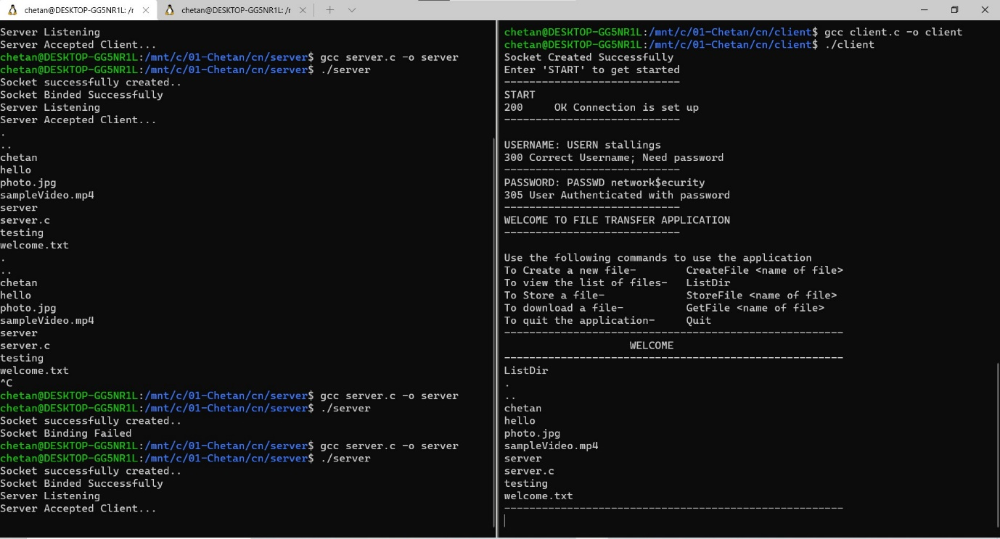 chetan@DESKTOP-GG5NR1L: /r
chetan@DESKTOP-GG5NR1L: /r
Server Listening
Server Accepted Client...
chetan@DESKTOP-GG5NR1L:/mnt/c/01-Chetan/cn/server$ gcc server.c -o server
chetan@DESKTOP-GG5NR1L:/mnt/c/01-Chetan/cn/server$ ./server
Socket successfully created..
Socket Binded Successfully
Server Listening
Server Accepted Client...
.
..
chetan
hello
photo.jpg
sampleVideo.mp4
server
server.c
testing
welcome.txt
.
..
chetan
hello
photo.jpg
sampleVideo.mp4
server
server.c
testing
welcome.txt
^C
chetan@DESKTOP-GG5NR1L:/mnt/c/01-Chetan/cn/server$ gcc server.c -o server
chetan@DESKTOP-GG5NR1L:/mnt/c/01-Chetan/cn/server$ ./server
Socket successfully created..
Socket Binding Failed
chetan@DESKTOP-GG5NR1L:/mnt/c/01-Chetan/cn/server$ gcc server.c -o server
chetan@DESKTOP-GG5NR1L:/mnt/c/01-Chetan/cn/server$ ./server
Socket successfully created..
Socket Binded Successfully
Server Listening
Server Accepted Client...
chetan@DESKTOP-GG5NR1L:/mnt/c/01-Chetan/cn/client$ gcc client.c -o client
chetan@DESKTOP-GG5NR1L:/mnt/c/01-Chetan/cn/client$ ./client
Socket Created Successfully
Enter 'START' to get started
----------------------------
START
200     OK Connection is set up
----------------------------
USERNAME: USERN stallings
300 Correct Username; Need password
----------------------------
PASSWORD: PASSWD network$ecurity
305 User Authenticated with password
----------------------------
WELCOME TO FILE TRANSFER APPLICATION
----------------------------
Use the following commands to use the application
To Create a new file-        CreateFile <name of file>
To view the list of files-   ListDir
To Store a file-             StoreFile <name of file>
To download a file-          GetFile <name of file>
To quit the application-     Quit
------------------------------------------------------
WELCOME
------------------------------------------------------
ListDir
.
..
chetan
hello
photo.jpg
sampleVideo.mp4
server
server.c
testing
welcome.txt
------------------------------------------------------